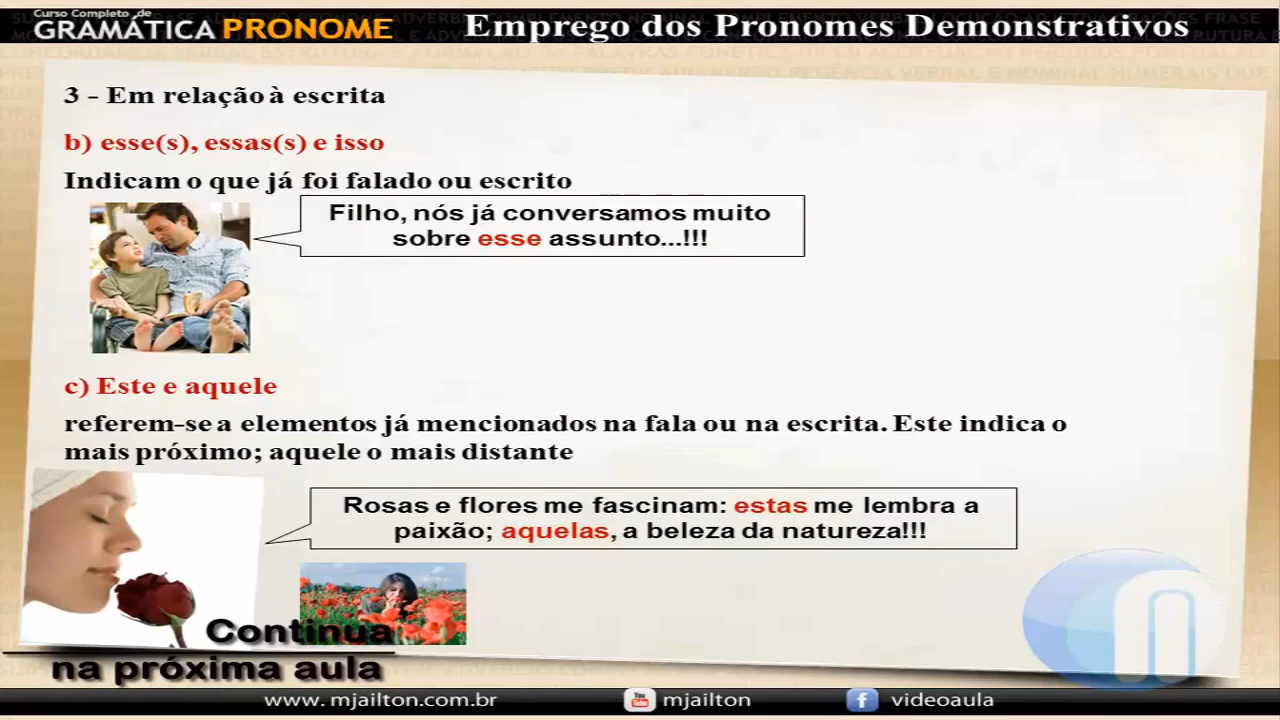 Curso Completo de
GRAMÁTICA PRONOME
Emprego dos Pronomes Demonstrativos
3 - Em relação à escrita
b) esse(s), essas(s) e isso
Indicam o que já foi falado ou escrito
Filho, nós já conversamos muito
sobre esse assunto...!!!
c) Este e aquele
referem-se a elementos já mencionados na fala ou na escrita. Este indica o
mais próximo; aquele o mais distante
Rosas e flores me fascinam: estas me lembra a
paixão; aquelas, a beleza da natureza!!!
Continua
na próxima aula
www.mjailton.com.br
You Tube
mjailton
f
videoaula